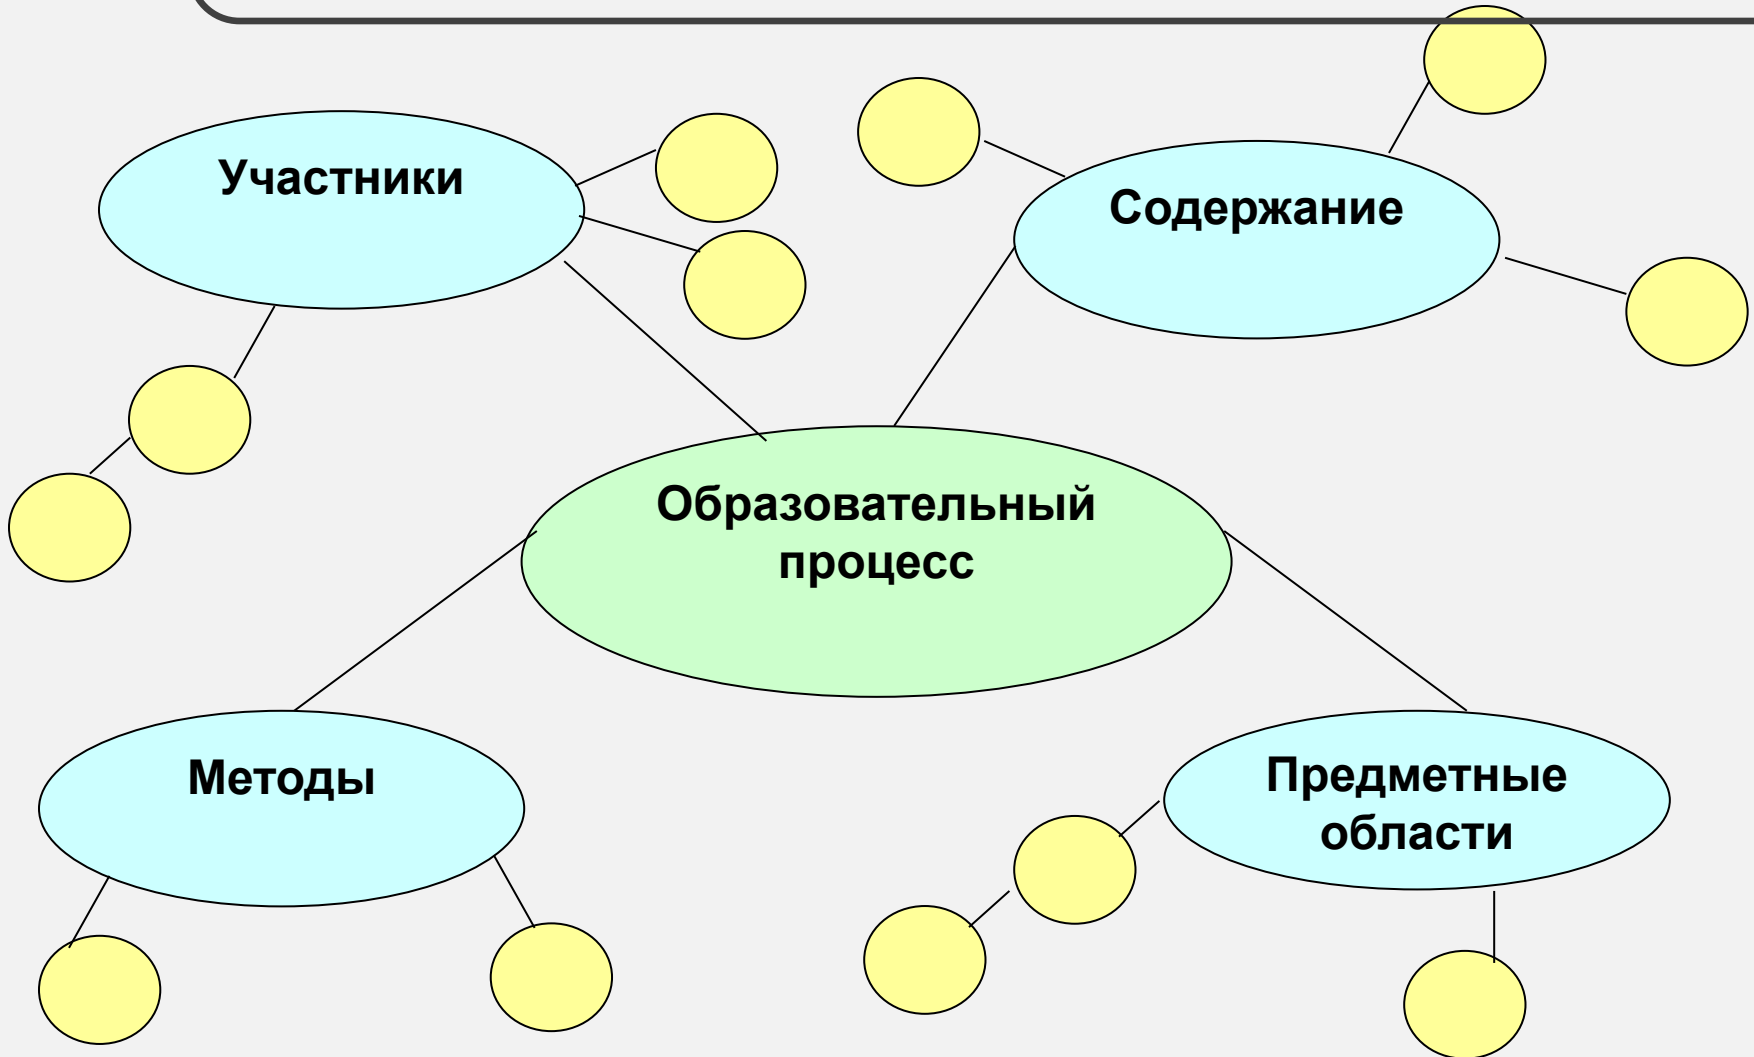 Участники
Содержание
Образовательный
процесс
Методы
Предметные
области